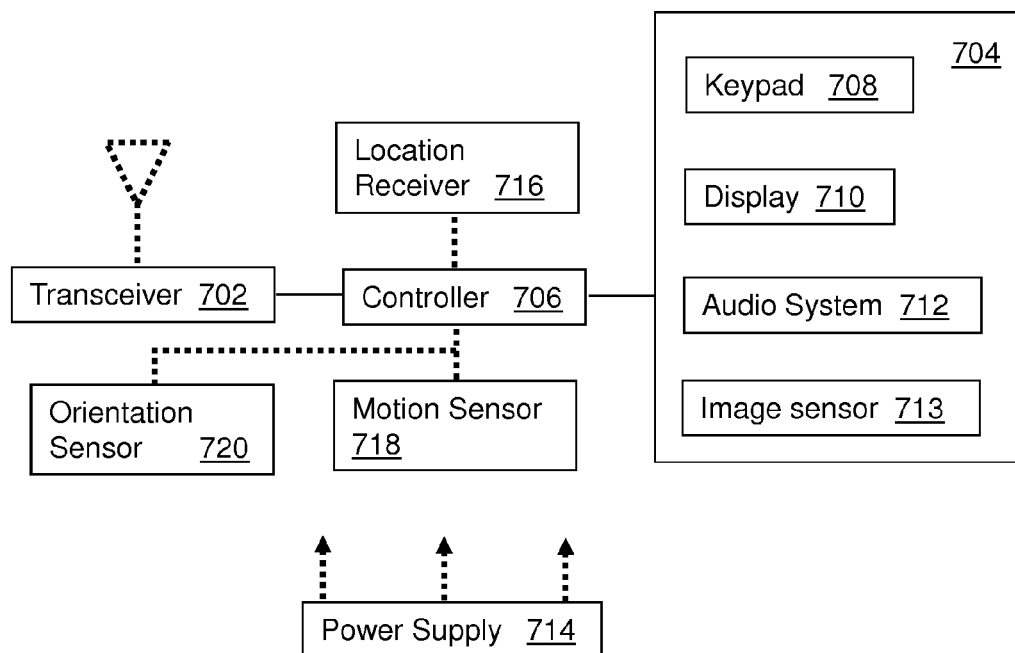 704
Keypad 708
Location
Receiver 716
Display 710
Transceiver 702
Controller 706
Audio System 712
Orientation
Sensor 720
Motion Sensor
718
Image sensor 713
Power Supply 714